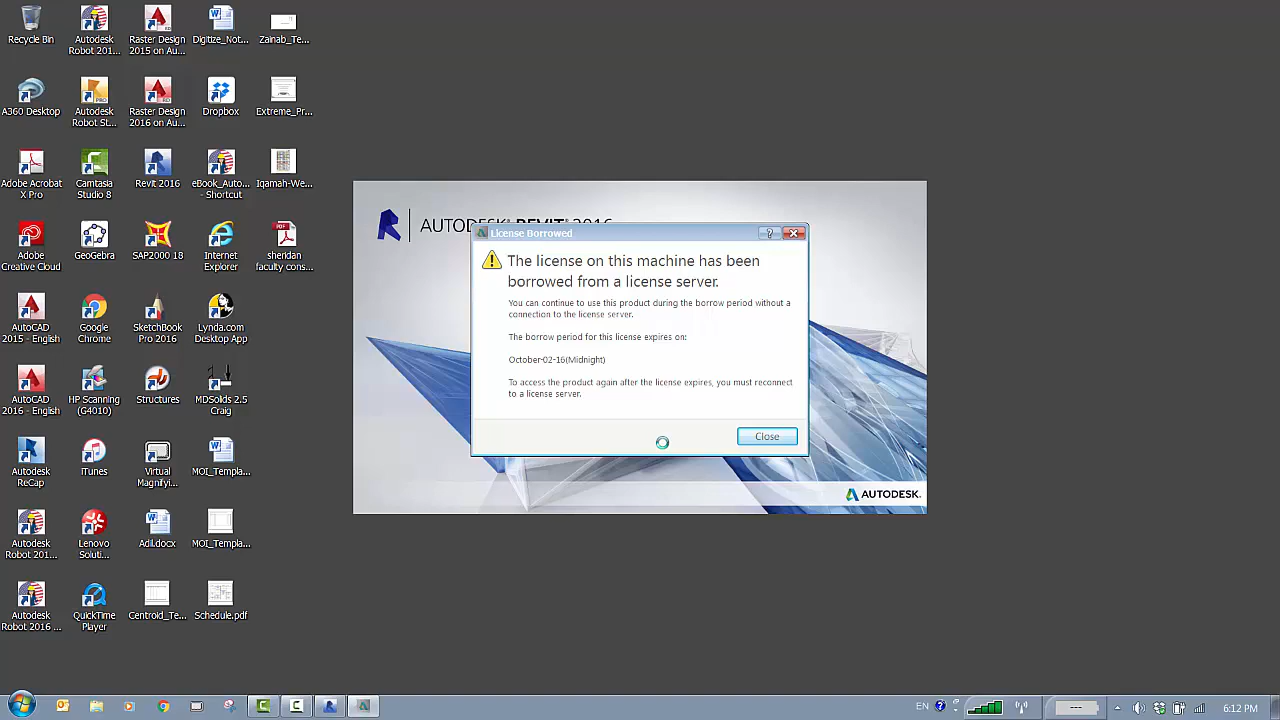 Recycle Bin
Autodesk
Robot 201...
Raster Design
2015 on Au...
Digitize_Not...
Zainab_Te...
A360 Desktop
Autodesk
Robot St...
Raster Design
2016 on Au...
Dropbox
Extreme_Pr...
Adobe Acrobat
X Pro
Camtasia
Studio 8
Revit 2016
eBook_Auto...
- Shortcut
Iqamah-We...
Adobe
Creative Cloud
GeoGebra
SAP2000 18
Internet
Explorer
sheridan
faculty cons...
AutoCAD
2015 - English
Google
Chrome
SketchBook
Pro 2016
Lynda.com
Desktop App
AutoCAD
2016 - English
HP Scanning
(G4010)
Structures
MDSolids 2.5
Craig
Autodesk
ReCap
iTunes
Virtual
Magnifyi...
MOI_Templa...
Autodesk
Robot 201...
Lenovo
Soluti...
Adil.docx
MOI_Templa...
Autodesk
Robot 2016 ...
QuickTime
Player
Centroid_Te...
Schedule.pdf
AUTODESK® REVIT® 2016
License Borrowed
The license on this machine has been
borrowed from a license server.
You can continue to use this product during the borrow period without a
connection to the license server.
The borrow period for this license expires on:
October-02-16(Midnight)
To access the product again after the license expires, you must reconnect
to a license server.
Close
AUTODESK.
EN
6:12 PM